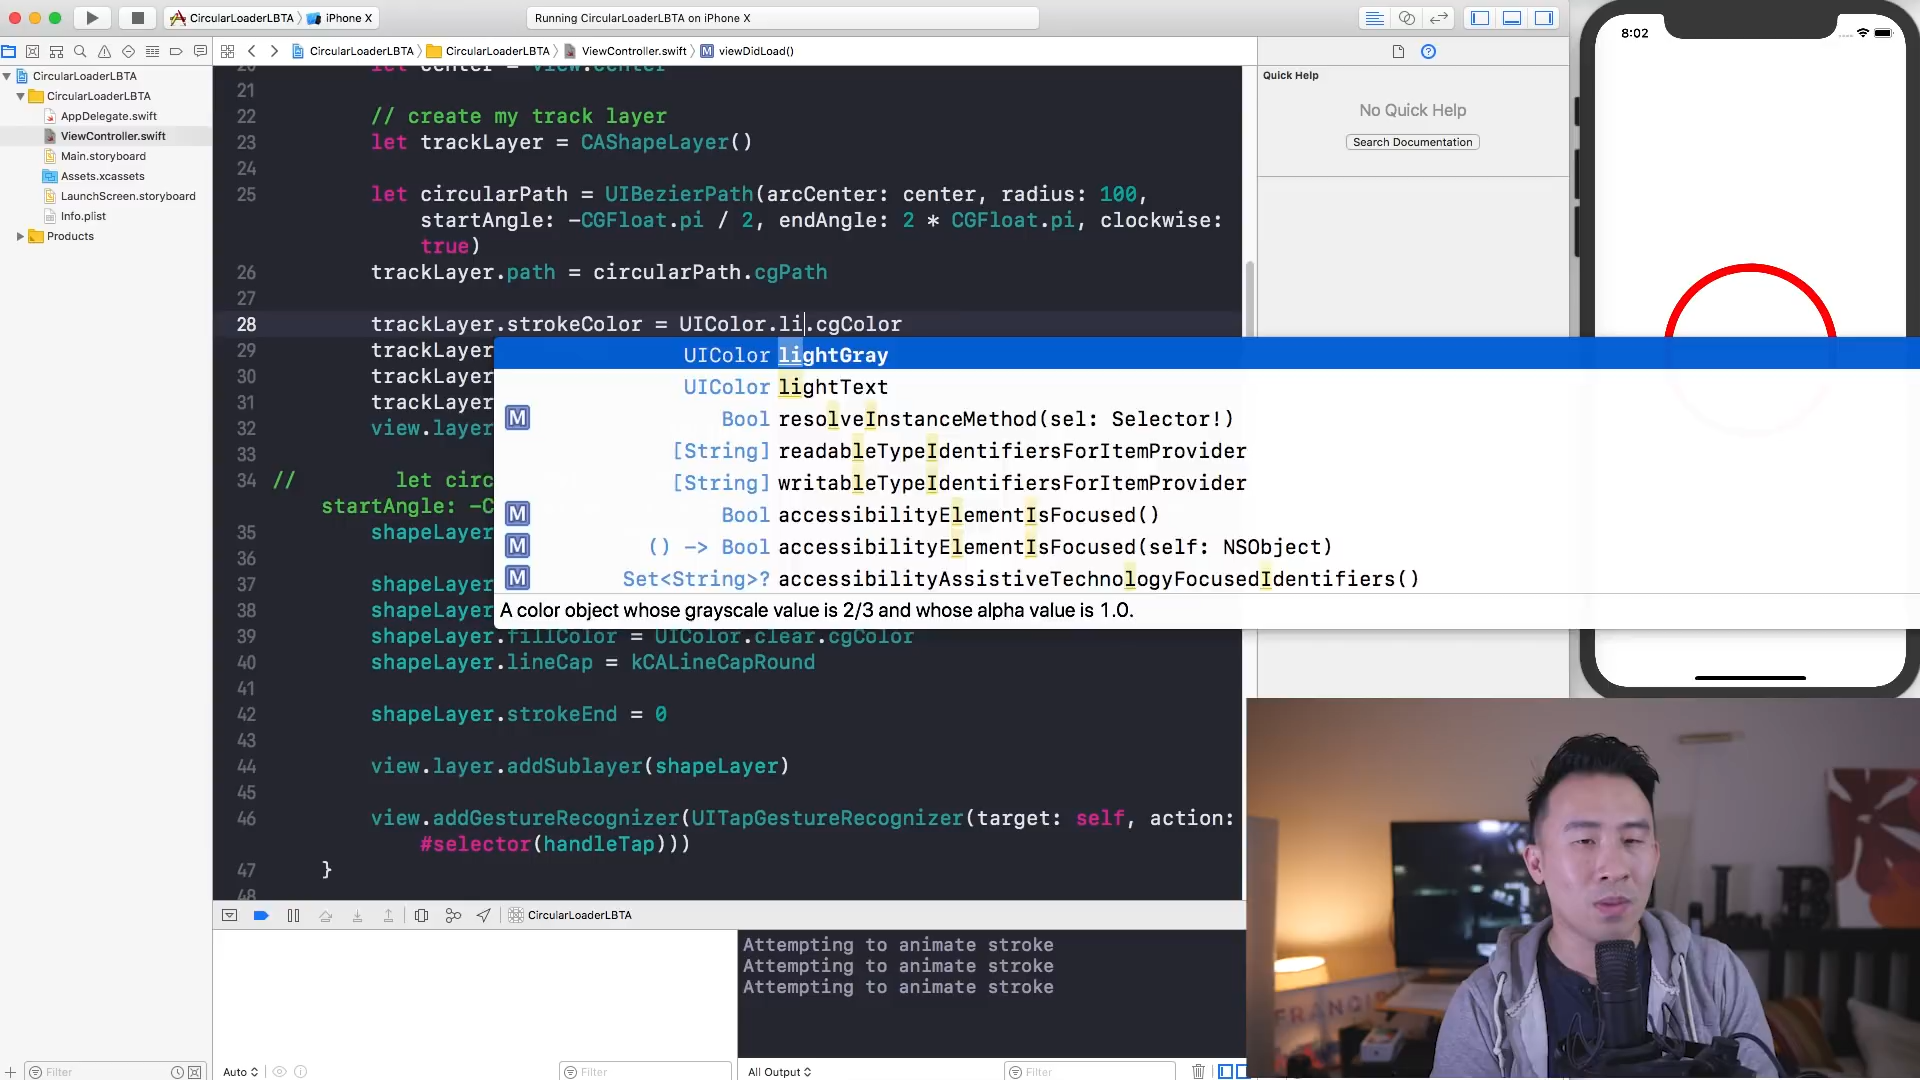 CircularLoaderLBTA
iPhone X
Running CircularLoaderLBTA on iPhone X
CircularLoaderLBTA
CircularLoaderLBTA
ViewController.swift
viewDidLoad()
CircularLoaderLBTA
CircularLoaderLBTA
AppDelegate.swift
ViewController.swift
Main.storyboard
Assets.xcassets
LaunchScreen.storyboard
Info.plist
Products
20 let center = view.center
21
22 // create my track layer
23 let trackLayer = CAShapeLayer()
24
25 let circularPath = UIBezierPath(arcCenter: center, radius: 100,
startAngle: -CGFloat.pi / 2, endAngle: 2 * CGFloat.pi, clockwise:
true)
26 trackLayer.path = circularPath.cgPath
27
28 trackLayer.strokeColor = UIColor.li.cgColor
29 trackLayer
30 trackLayer
31 trackLayer
32 view.layer
33
34 // let circ
startAngle: -C
35 shapeLayer
36
37 shapeLayer
38 shapeLayer
39 shapeLayer.fillColor = UIColor.clear.cgColor
40 shapeLayer.lineCap = kCALineCapRound
41
42 shapeLayer.strokeEnd = 0
43
44 view.layer.addSublayer(shapeLayer)
45
46 view.addGestureRecognizer(UITapGestureRecognizer(target: self, action:
#selector(handleTap)))
47 }
48
UIColor lightGray
UIColor lightText
M Bool resolveInstanceMethod(sel: Selector!)
[String] readableTypeIdentifiersForItemProvider
[String] writableTypeIdentifiersForItemProvider
M Bool accessibilityElementIsFocused()
M () -> Bool accessibilityElementIsFocused(self: NSObject)
M Set<String>? accessibilityAssistiveTechnologyFocusedIdentifiers()
A color object whose grayscale value is 2/3 and whose alpha value is 1.0.
Quick Help
No Quick Help
Search Documentation
8:02
CircularLoaderLBTA
Attempting to animate stroke
Attempting to animate stroke
Attempting to animate stroke
Filter
Auto
Filter
All Output
Filter
L B